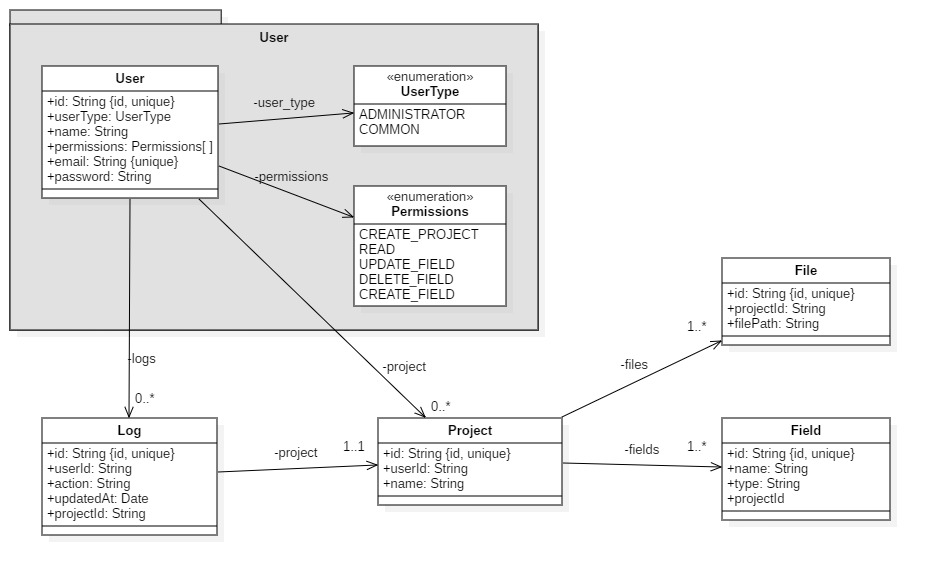 User
User
+id: String {id, unique}
+userType: UserType
+name: String
+permissions: Permissions[ ]
+email: String {unique}
+password: String
-user_type
«enumeration»
UserType
ADMINISTRATOR
COMMON
-permissions
«enumeration»
Permissions
CREATE_PROJECT
READ
UPDATE_FIELD
DELETE_FIELD
CREATE_FIELD
File
+id: String {id, unique}
+projectId: String
+filePath: String
1..*
-files
-logs
-project
0..*
0..*
Log
+id: String {id, unique}
+userId: String
+action: String
+updatedAt: Date
+projectId: String
-project
1..1
Project
+id: String {id, unique}
+userId: String
+name: String
-fields
1..*
Field
+id: String {id, unique}
+name: String
+type: String
+projectId